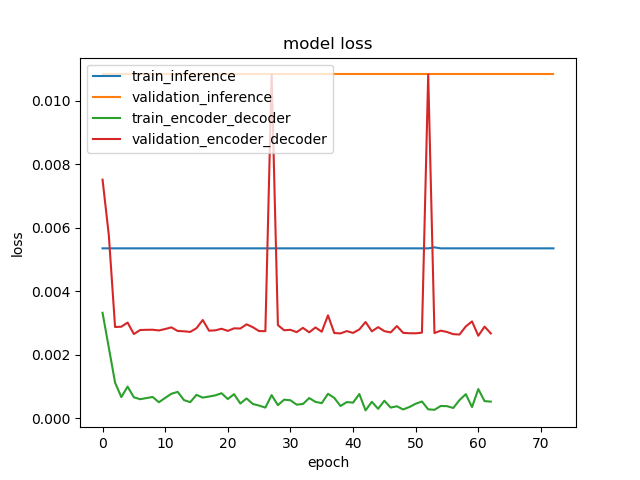 model loss
train_inference
validation_inference
train_encoder_decoder
validation_encoder_decoder
0.010
0.008
0.006
0.004
0.002
0.000
loss
0 10 20 30 40 50 60 70
epoch